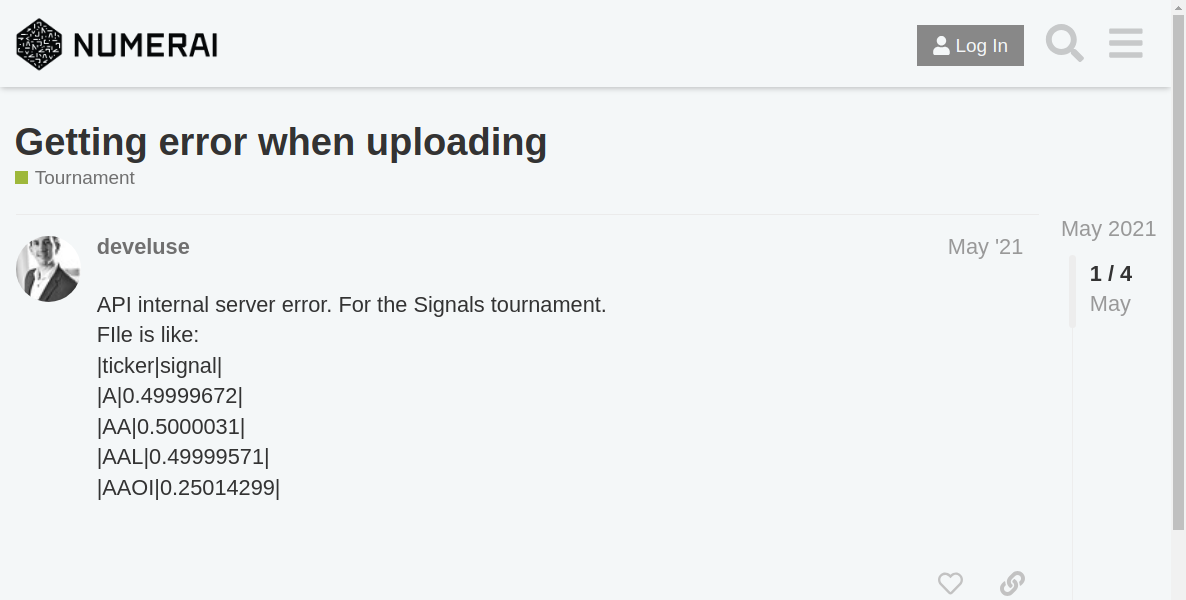 NUMERAI
Log In
Getting error when uploading
Tournament
develuse
May '21
API internal server error. For the Signals tournament.
FIle is like:
|ticker|signal|
|A|0.49999672|
|AA|0.5000031|
|AAL|0.49999571|
|AAOI|0.25014299|
May 2021
1 / 4
May